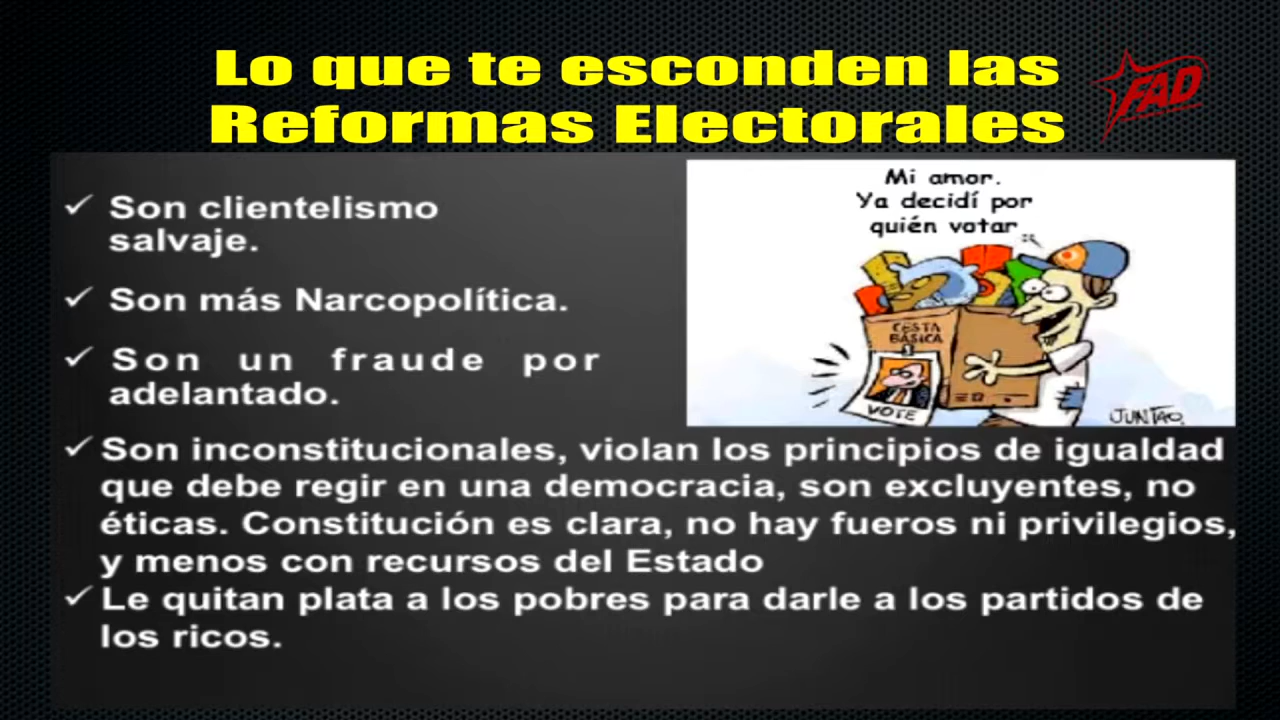 Lo que te esconden las
Reformas Electorales
FAD
Son clientelismo
salvaje.
Son más Narcopolítica.
Son un fraude por
adelantado.
Mi amor.
Ya decidí por
quién votar
CESTA
BÁSICA
VOTE
JUNTAO
Son inconstitucionales, violan los principios de igualdad
que debe regir en una democracia, son excluyentes, no
éticas. Constitución es clara, no hay fueros ni privilegios,
y menos con recursos del Estado
Le quitan plata a los pobres para darle a los partidos de
los ricos.